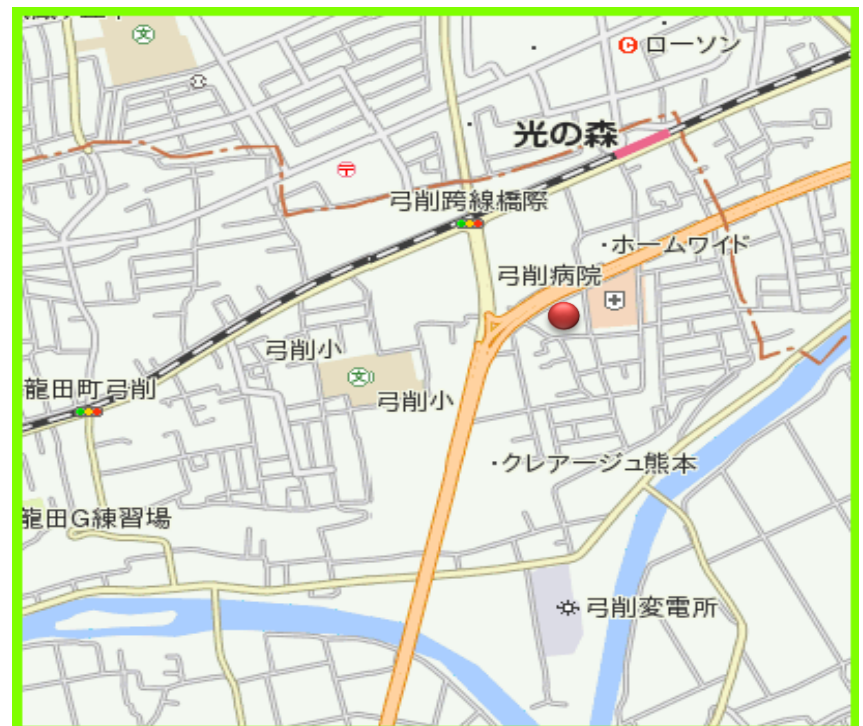 文
ローソン
光の森
〒
弓削跨線橋際
ホームワイド
弓削病院
弓削小
文
弓削小
龍田町弓削
クレアージュ熊本
龍田G練習場
弓削変電所